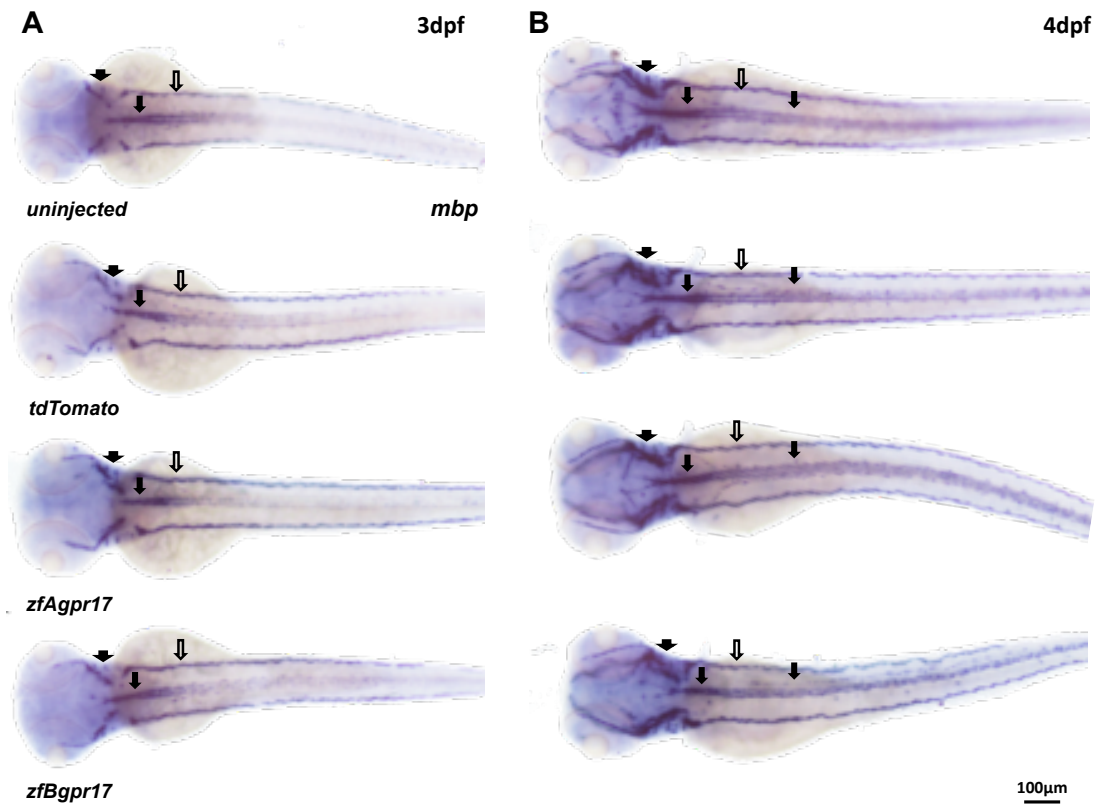 A 3dpf B 4dpf
uninjected mbp
tdTomato
zfAgpr17
zfBgpr17
100µm